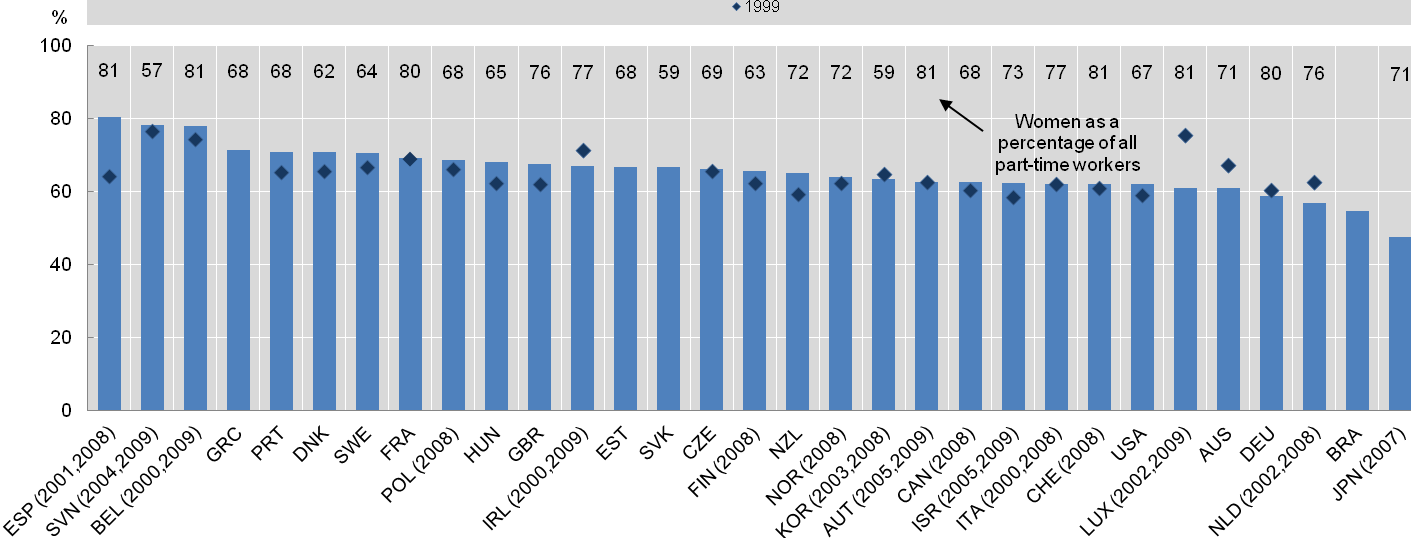 1999
%
100
80
60
40
20
0
81 57 81 68 68 62 64 80 68 65 76 77 68 59 69 63 72 72 59 81 68 73 77 81 67 81 71 80 76 71
Women as a
percentage of all
part-time workers
ESP (2001,2008)
SVN (2004,2009)
BEL (2000,2009)
GRC
PRT
DNK
SWE
FRA
POL (2008)
HUN
GBR
IRL (2000,2009)
EST
SVK
CZE
FIN (2008)
NZL
NOR (2008)
KOR (2003,2008)
AUT (2005,2009)
CAN (2008)
ISR (2005,2009)
ITA (2000,2008)
CHE (2008)
USA
LUX (2002,2009)
AUS
DEU
NLD (2002,2008)
BRA
JPN (2007)